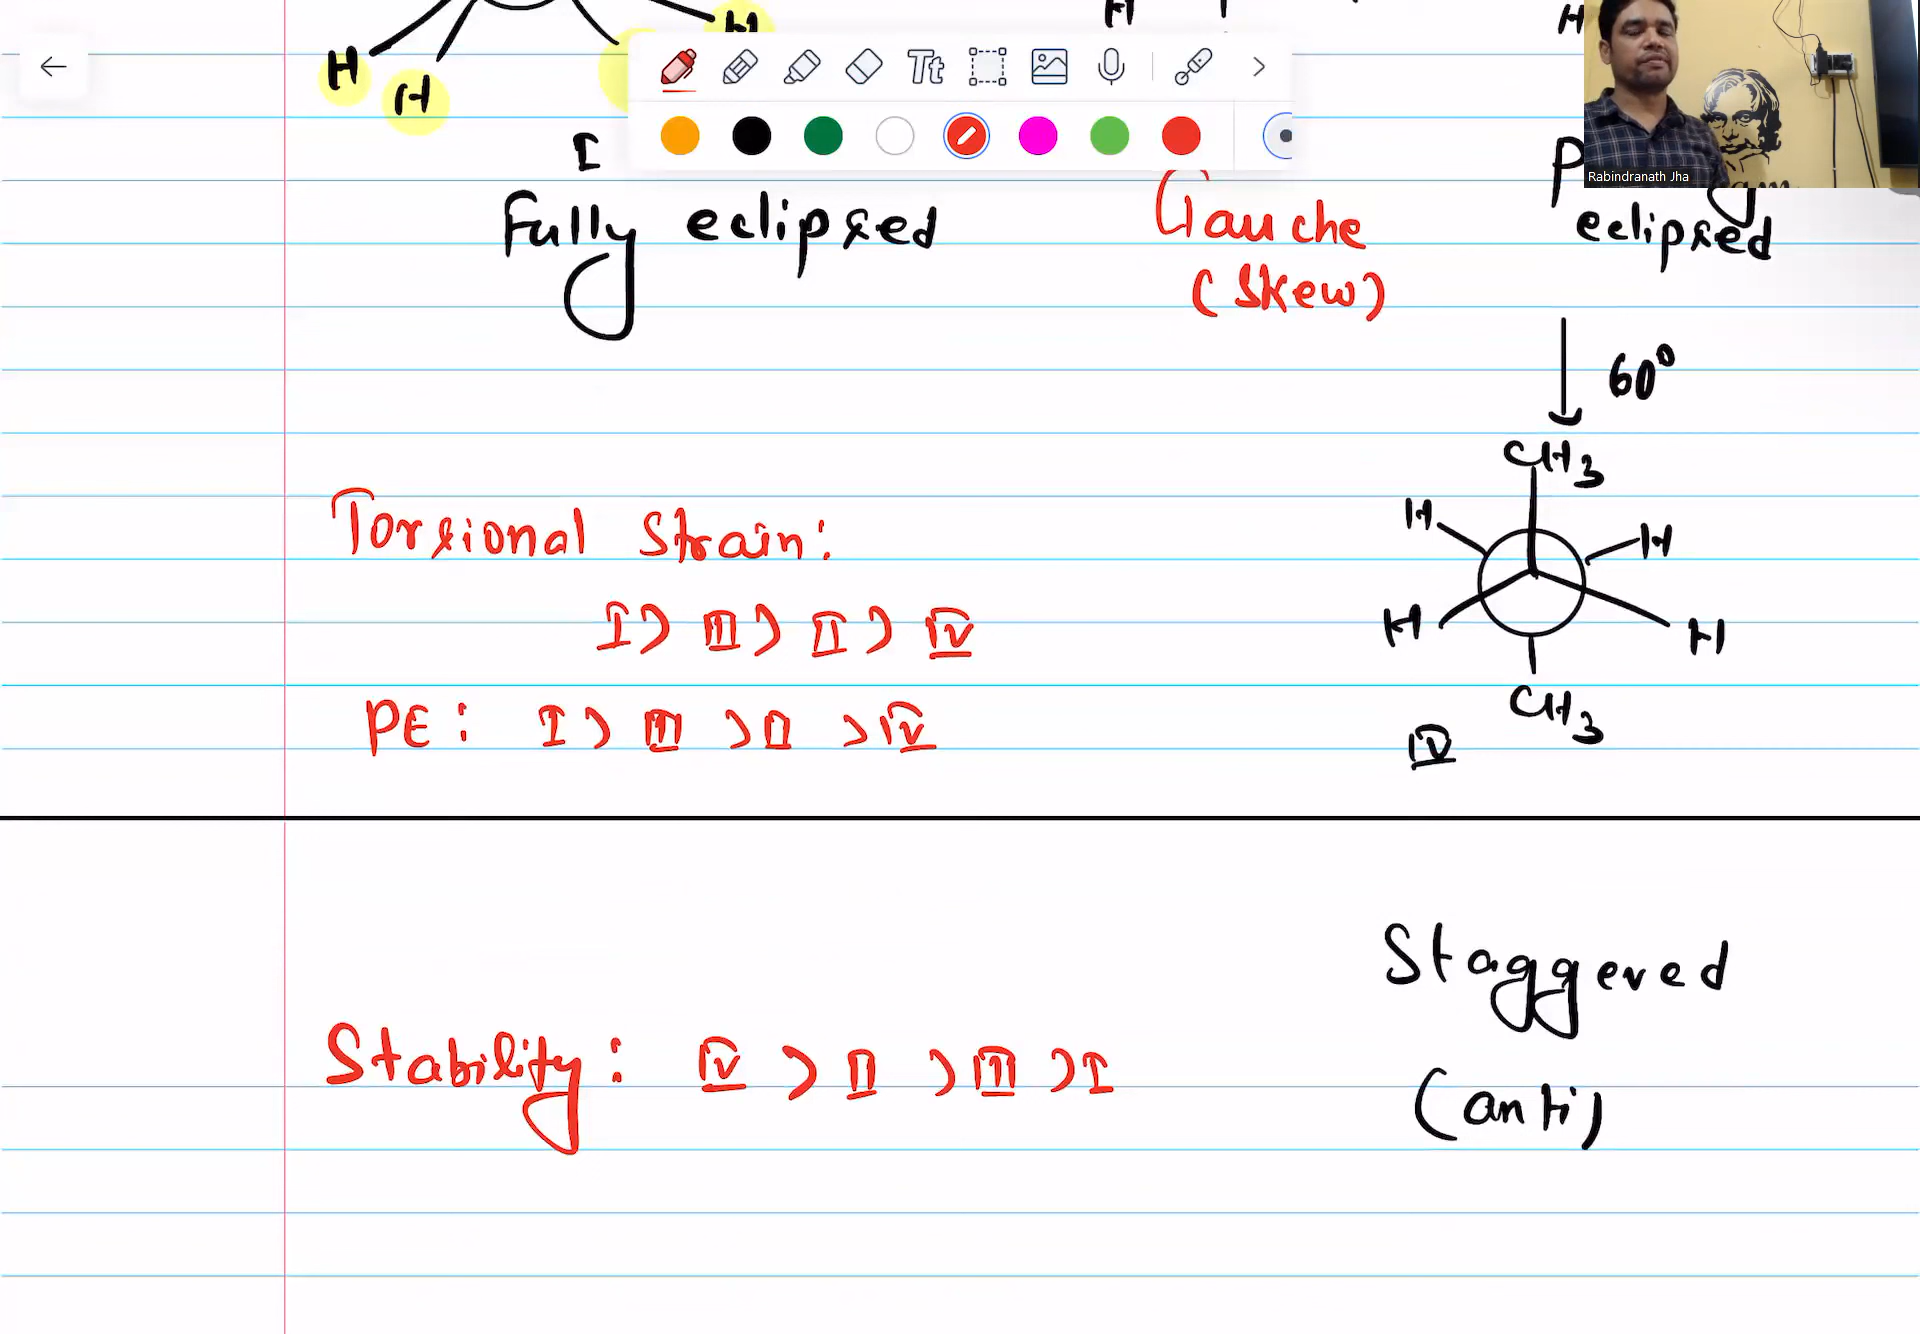 H
H
H
H
H
Tt
I
Rabindranath Jha
Fully eclipsed
Gauche
eclipsed
(Skew)
60°
CH3
H
H
Torsional Strain:
I > III > II > IV
H
H
PE: I > III > II > IV
CH3
IV
Staggered
Stability: IV > II > III > I
(anti)